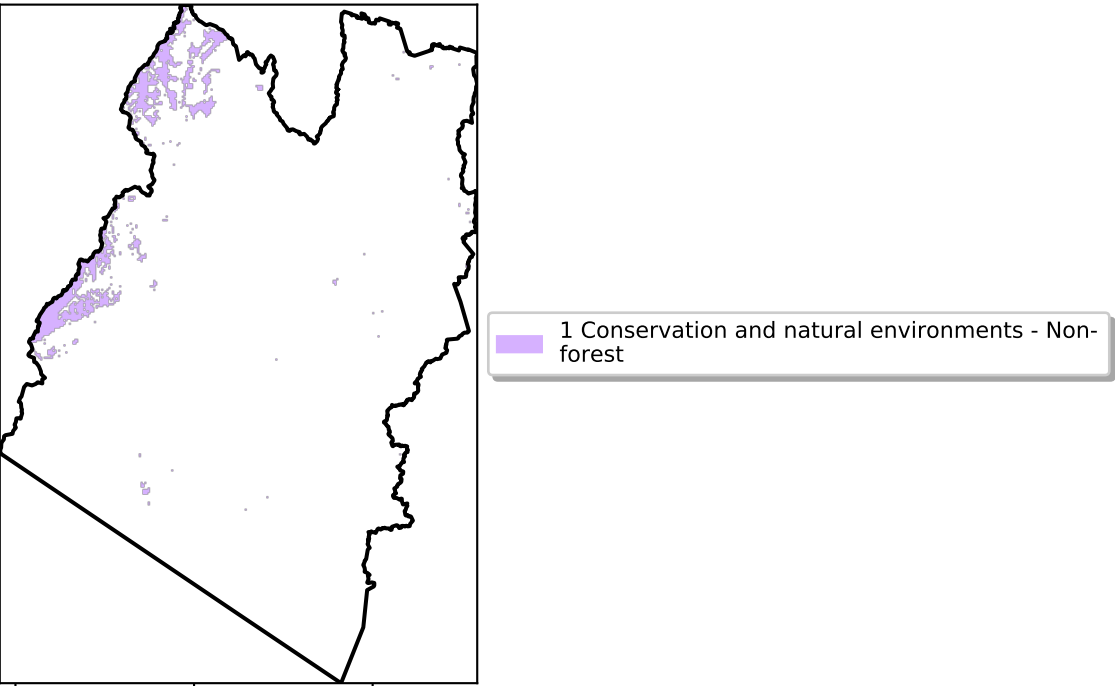 1 Conservation and natural environments - Non-
forest